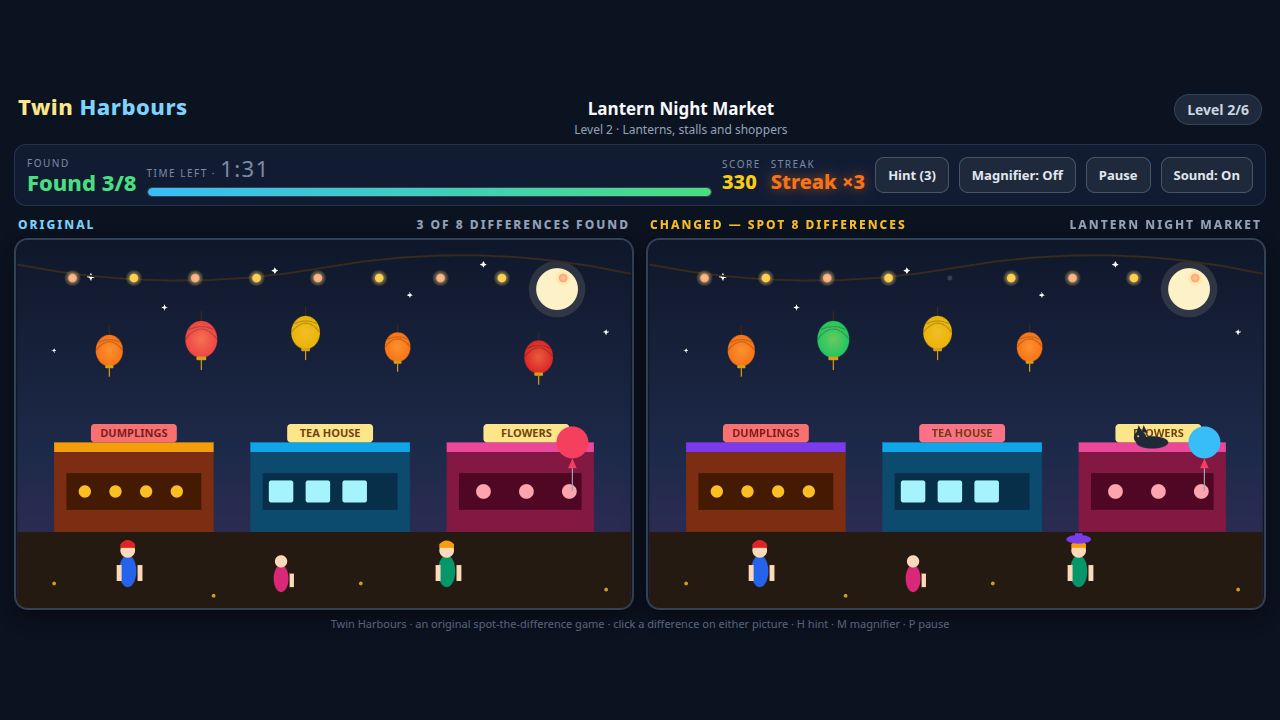 Twin Harbours
Lantern Night Market
Level 2 · Lanterns, stalls and shoppers
Level 2/6
FOUND
Found 3/8
TIME LEFT · 1:31
SCORE
330
STREAK
Streak ×3
Hint (3)
Magnifier: Off
Pause
Sound: On
ORIGINAL
3 OF 8 DIFFERENCES FOUND
CHANGED — SPOT 8 DIFFERENCES
LANTERN NIGHT MARKET
DUMPLINGS
TEA HOUSE
FLOWERS
DUMPLINGS
TEA HOUSE
FLOWERS
Twin Harbours · an original spot-the-difference game · click a difference on either picture · H hint · M magnifier · P pause